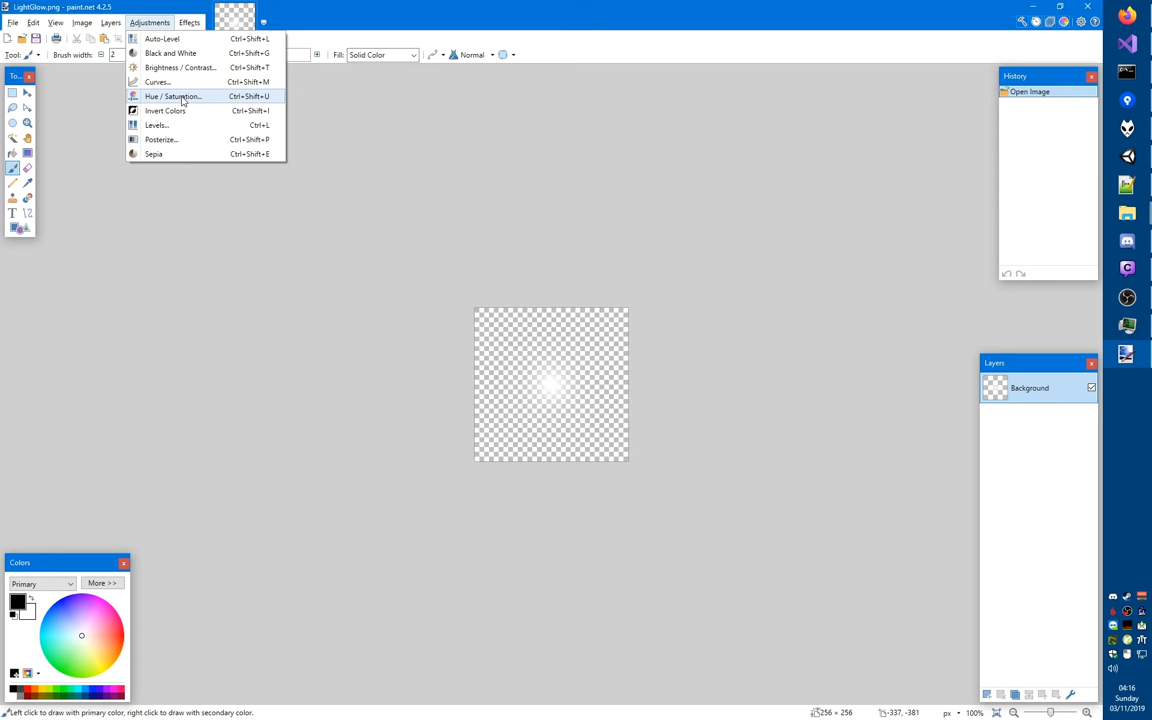 LightGlow.png - paint.net 4.2.5
File Edit View Image Layers Adjustments Effects
Auto-Level Ctrl+Shift+L
Black and White Ctrl+Shift+G
Brightness / Contrast... Ctrl+Shift+T
Curves... Ctrl+Shift+M
Hue / Saturation... Ctrl+Shift+U
Invert Colors Ctrl+Shift+I
Levels... Ctrl+L
Posterize... Ctrl+Shift+P
Sepia Ctrl+Shift+E
Tool: Brush width: 2 Fill: Solid Color Normal
To...
History
Open Image
Layers
Background
Colors
Primary More >>
Left click to draw with primary color, right click to draw with secondary color.
256 × 256 -337, -381 px 100%
04:16
Sunday
03/11/2019